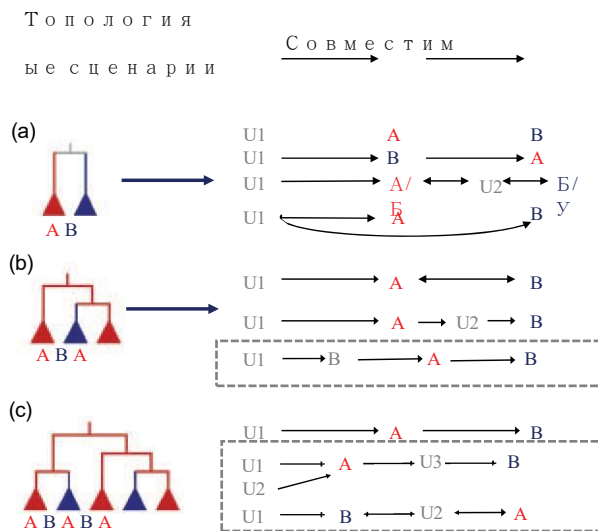 Топология
Совместим
ые сценарии
(a)
U1 A B
U1 B A
U1 А/Б U2 Б/У
U1 A B
A B
(b)
U1 A B
U1 A U2 B
A B A
U1 B A B
(c)
U1 A B
U1 A U3 B
U2
U1 B U2 A
A B A B A